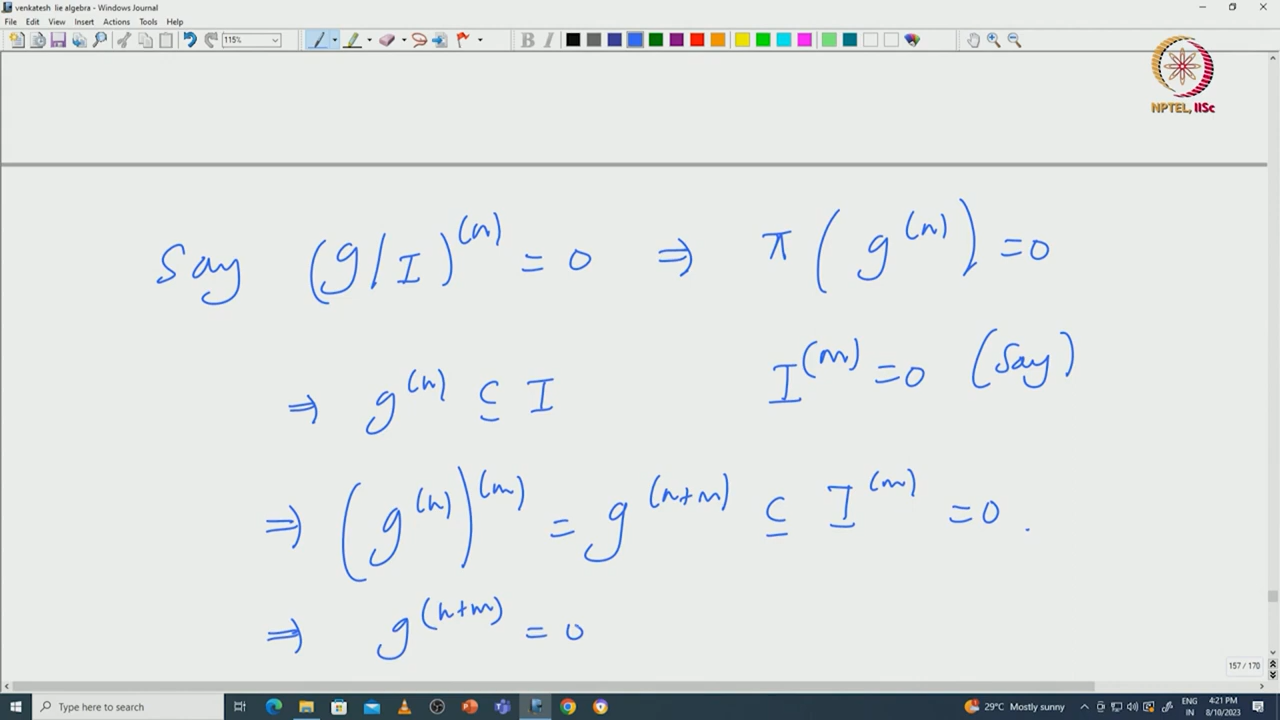 venkatesh lie algebra - Windows Journal
File Edit View Insert Actions Tools Help
115%
B I
NPTEL, IISc
Say (g/I)^(n) = 0 ⇒ π(g^(n)) = 0
⇒ g^(n) ⊆ I I^(m) = 0 (Say)
⇒ (g^(n))^(m) = g^(n+m) ⊆ I^(m) = 0 .
⇒ g^(n+m) = 0
157 / 170
Type here to search
29°C Mostly sunny
ENG
IN
4:21 PM
8/10/2023